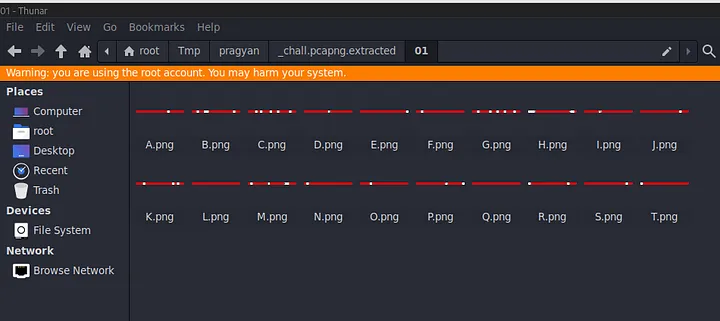 01 - Thunar
File Edit View Go Bookmarks Help
root Tmp pragyan _chall.pcapng.extracted 01
Warning: you are using the root account. You may harm your system.
Places
Computer
root
Desktop
Recent
Trash
Devices
File System
Network
Browse Network
A.png B.png C.png D.png E.png F.png G.png H.png I.png J.png
K.png L.png M.png N.png O.png P.png Q.png R.png S.png T.png